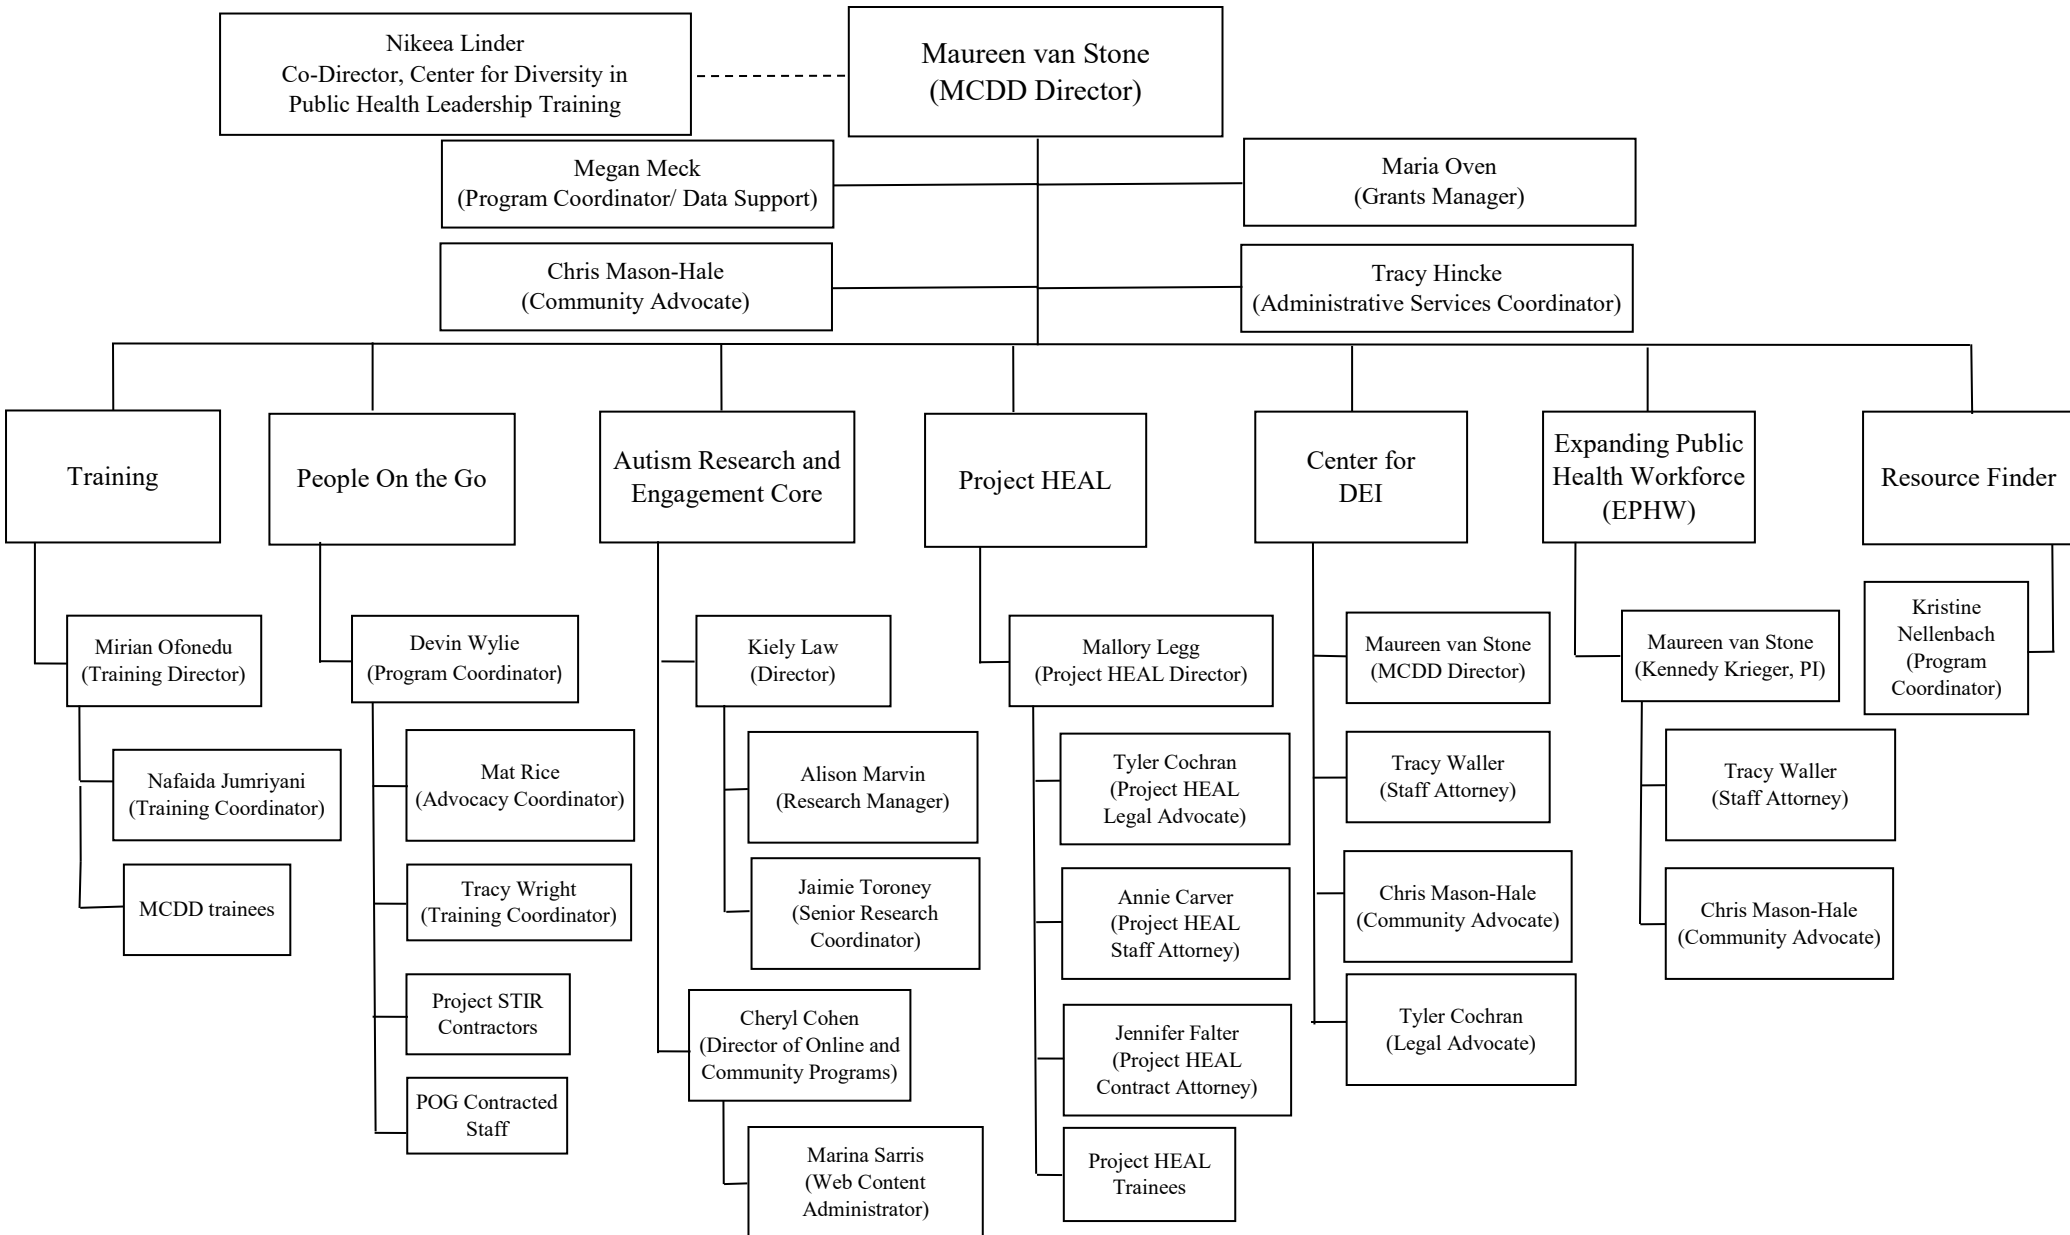 Nikeea Linder
Co-Director, Center for Diversity in
Public Health Leadership Training
Maureen van Stone
(MCDD Director)
Megan Meck
(Program Coordinator/ Data Support)
Maria Oven
(Grants Manager)
Chris Mason-Hale
(Community Advocate)
Tracy Hincke
(Administrative Services Coordinator)
Training
People On the Go
Autism Research and
Engagement Core
Project HEAL
Center for
DEI
Expanding Public
Health Workforce
(EPHW)
Resource Finder
Mirian Ofonedu
(Training Director)
Nafaida Jumriyani
(Training Coordinator)
MCDD trainees
Devin Wylie
(Program Coordinator)
Mat Rice
(Advocacy Coordinator)
Tracy Wright
(Training Coordinator)
Project STIR
Contractors
POG Contracted
Staff
Kiely Law
(Director)
Alison Marvin
(Research Manager)
Jaimie Toroney
(Senior Research
Coordinator)
Cheryl Cohen
(Director of Online and
Community Programs)
Marina Sarris
(Web Content
Administrator)
Mallory Legg
(Project HEAL Director)
Tyler Cochran
(Project HEAL
Legal Advocate)
Annie Carver
(Project HEAL
Staff Attorney)
Jennifer Falter
(Project HEAL
Contract Attorney)
Project HEAL
Trainees
Maureen van Stone
(MCDD Director)
Tracy Waller
(Staff Attorney)
Chris Mason-Hale
(Community Advocate)
Tyler Cochran
(Legal Advocate)
Maureen van Stone
(Kennedy Krieger, PI)
Tracy Waller
(Staff Attorney)
Chris Mason-Hale
(Community Advocate)
Kristine
Nellenbach
(Program
Coordinator)